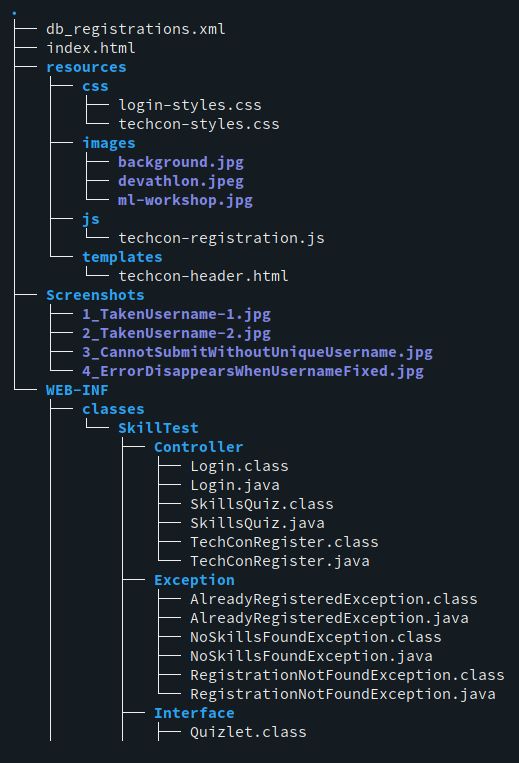 .
├── db_registrations.xml
├── index.html
├── resources
│   ├── css
│   │   ├── login-styles.css
│   │   └── techcon-styles.css
│   ├── images
│   │   ├── background.jpg
│   │   ├── devathlon.jpeg
│   │   └── ml-workshop.jpg
│   ├── js
│   │   └── techcon-registration.js
│   └── templates
│       └── techcon-header.html
├── Screenshots
│   ├── 1_TakenUsername-1.jpg
│   ├── 2_TakenUsername-2.jpg
│   ├── 3_CannotSubmitWithoutUniqueUsername.jpg
│   └── 4_ErrorDisappearsWhenUsernameFixed.jpg
└── WEB-INF
    ├── classes
    │   └── SkillTest
    │       ├── Controller
    │       │   ├── Login.class
    │       │   ├── Login.java
    │       │   ├── SkillsQuiz.class
    │       │   ├── SkillsQuiz.java
    │       │   ├── TechConRegister.class
    │       │   └── TechConRegister.java
    │       ├── Exception
    │       │   ├── AlreadyRegisteredException.class
    │       │   ├── AlreadyRegisteredException.java
    │       │   ├── NoSkillsFoundException.class
    │       │   ├── NoSkillsFoundException.java
    │       │   ├── RegistrationNotFoundException.class
    │       │   └── RegistrationNotFoundException.java
    │       ├── Interface
    │       │   ├── Quizlet.class